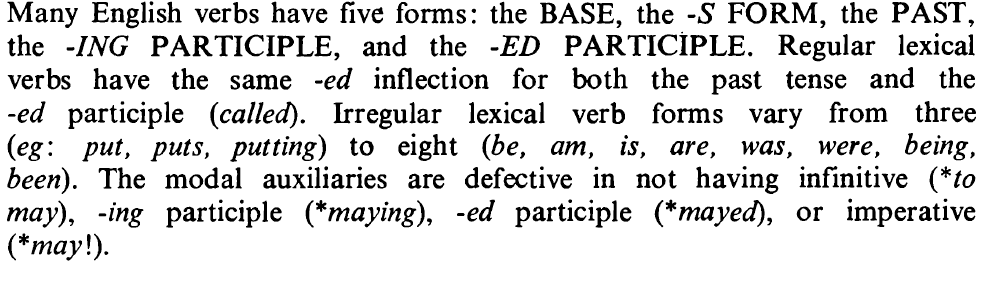 Many English verbs have five forms: the BASE, the -S FORM, the PAST,
the -ING PARTICIPLE, and the -ED PARTICIPLE. Regular lexical
verbs have the same -ed inflection for both the past tense and the
-ed participle (called). Irregular lexical verb forms vary from three
(eg: put, puts, putting) to eight (be, am, is, are, was, were, being,
been). The modal auxiliaries are defective in not having infinitive (*to
may), -ing participle (*maying), -ed participle (*mayed), or imperative
(*may!).